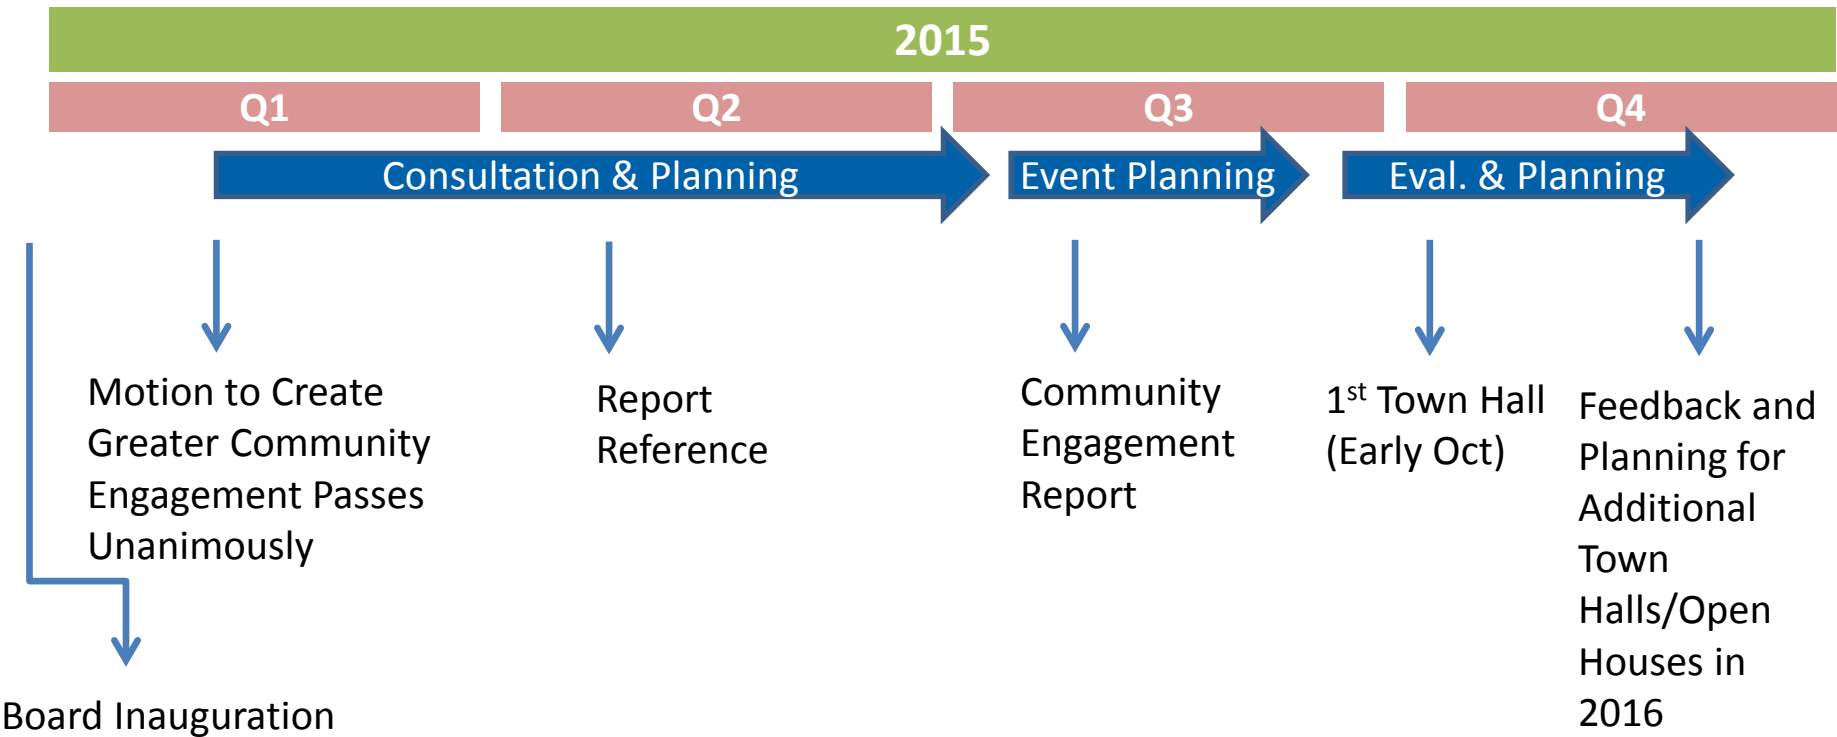 2015
Q1
Q2
Q3
Q4
Consultation & Planning
Event Planning
Eval. & Planning
Motion to Create
Greater Community
Engagement Passes
Unanimously
Report
Reference
Community
Engagement
Report
1st Town Hall
(Early Oct)
Feedback and
Planning for
Additional
Town
Halls/Open
Houses in
2016
Board Inauguration